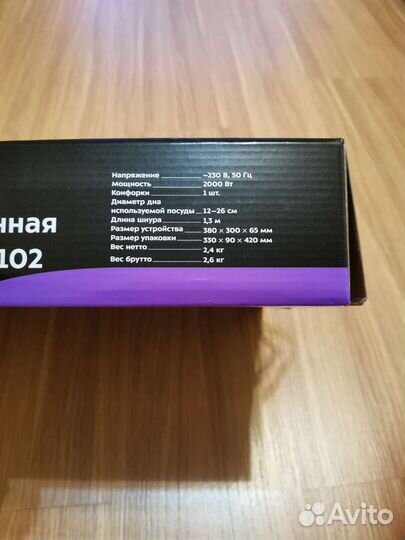 Напряжение ~230 В, 50 Гц
Мощность 2000 Вт
Конфорки 1 шт.
Диаметр дна
используемой посуды 12–26 см
Длина шнура 1,3 м
Размер устройства 380 × 300 × 65 мм
Размер упаковки 330 × 90 × 420 мм
Вес нетто 2,4 кг
Вес брутто 2,6 кг
нная
102
Avito